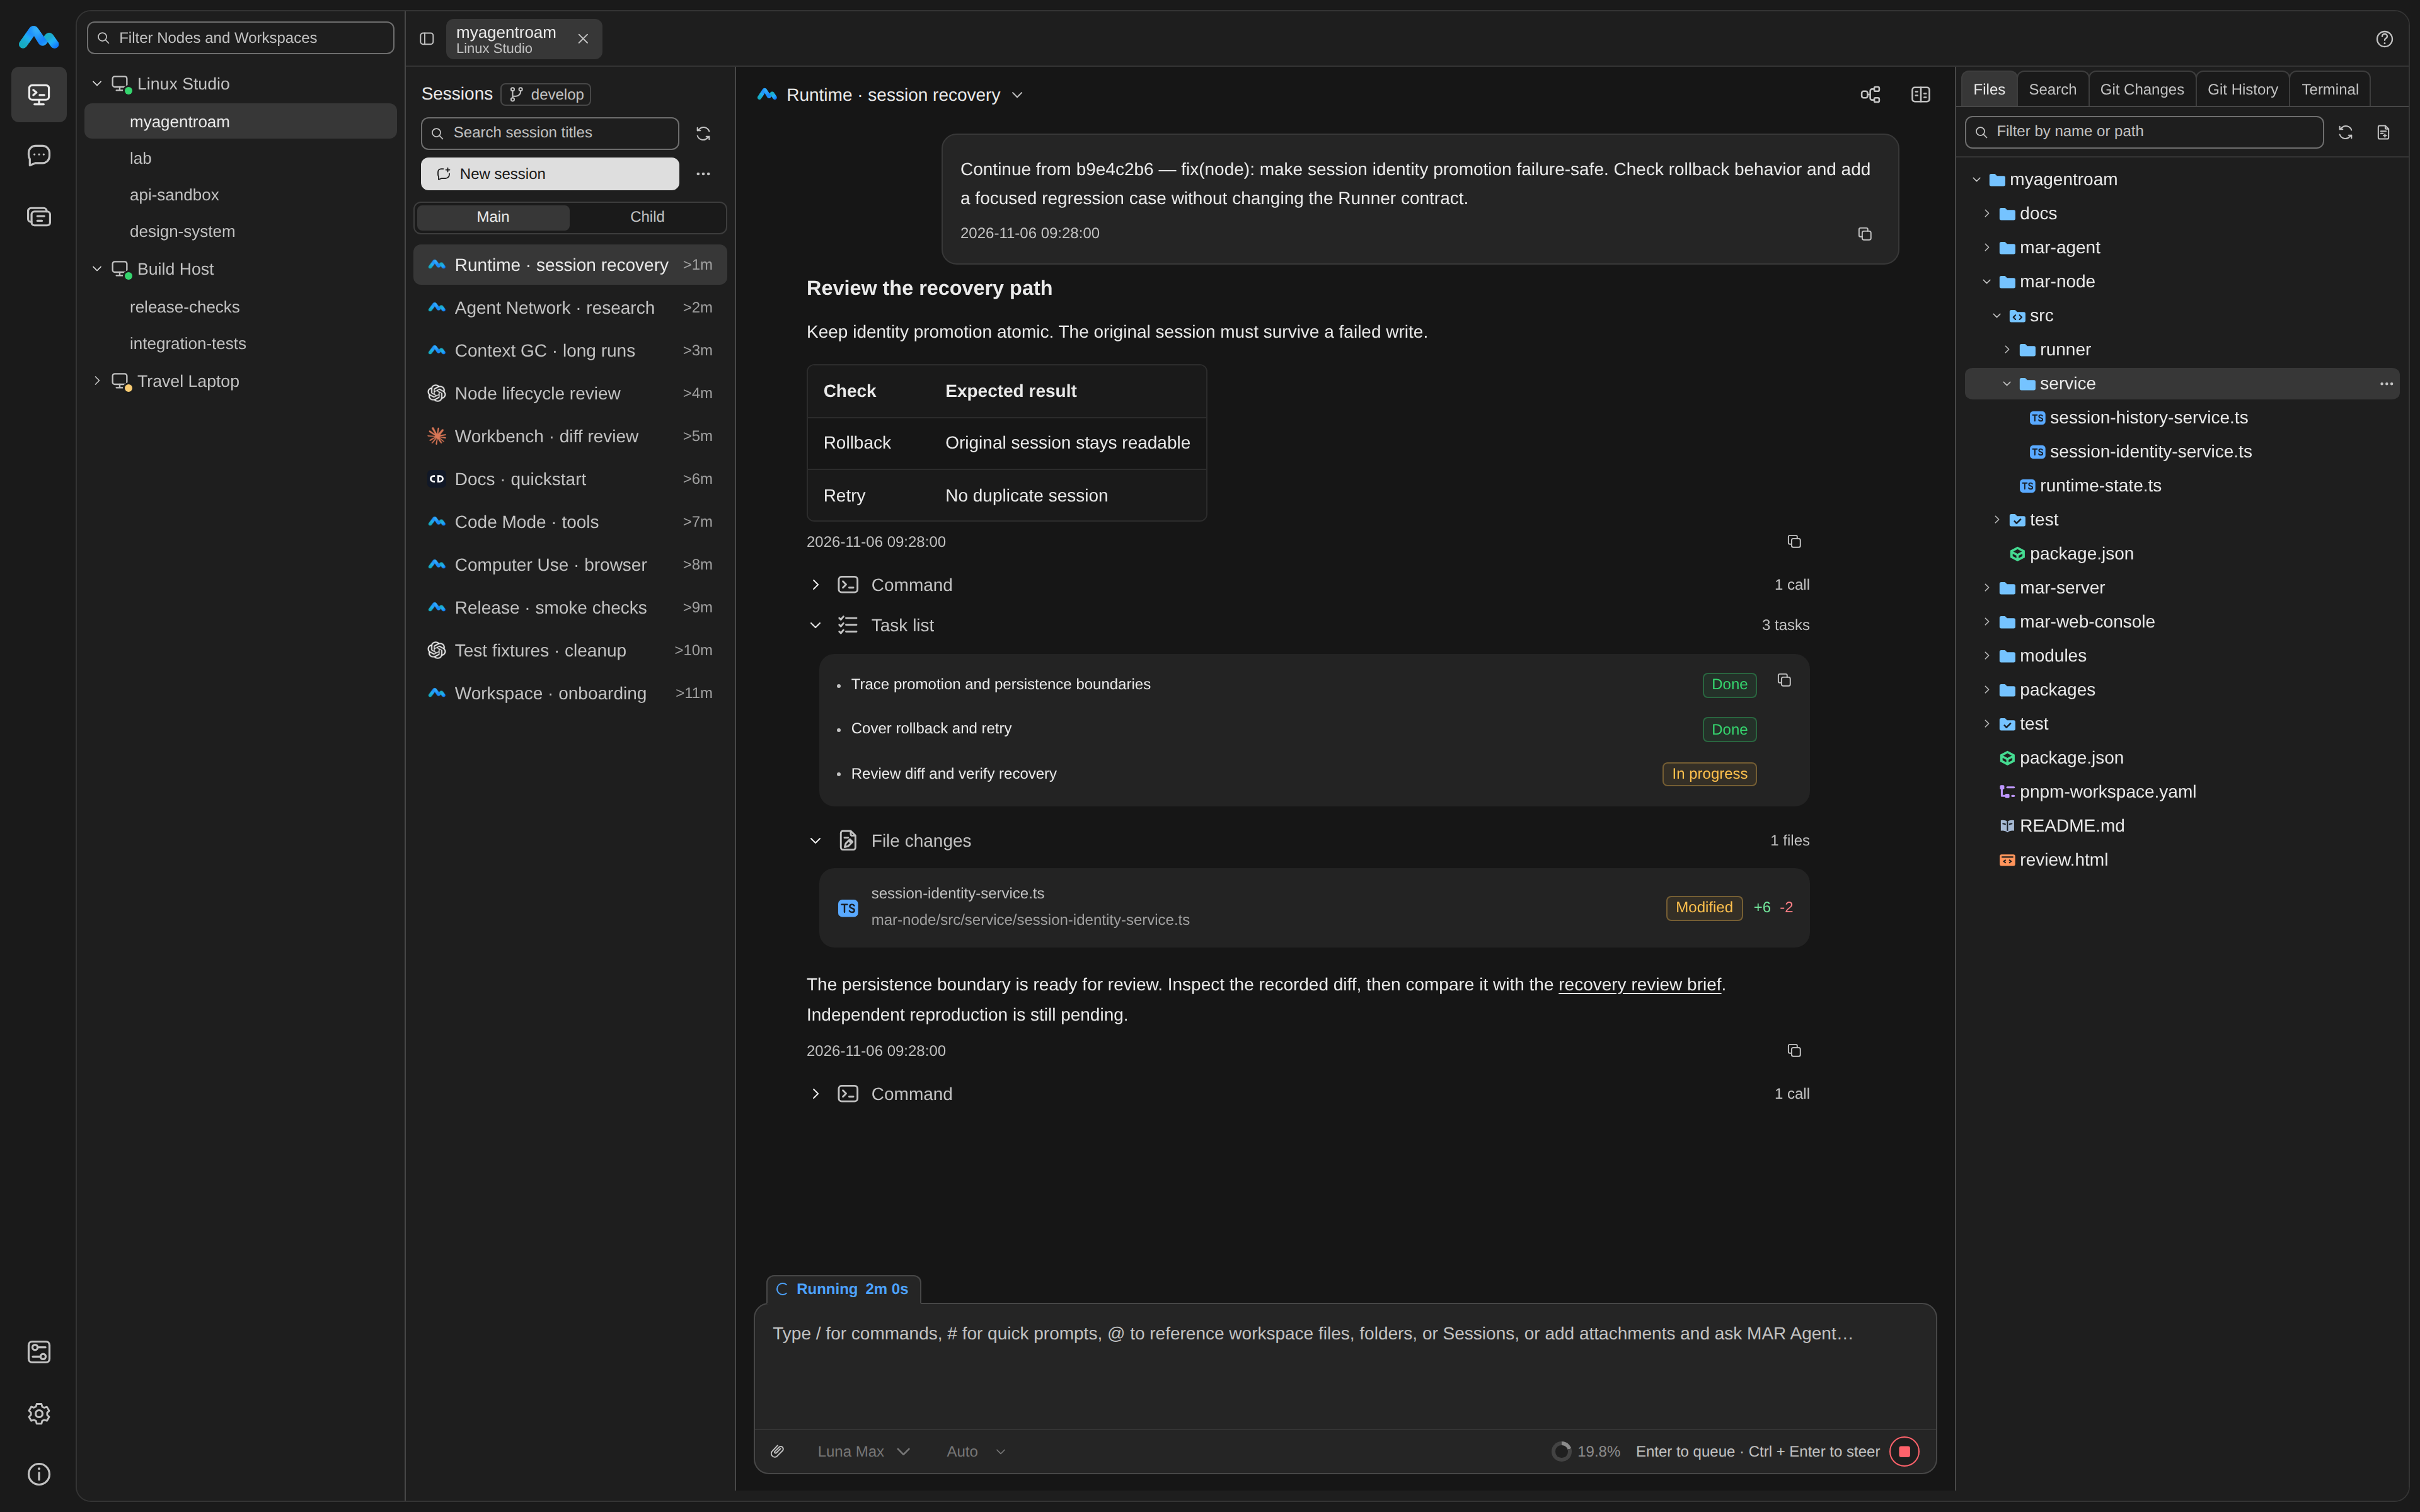 Filter Nodes and Workspaces
Linux Studio
myagentroam
lab
api-sandbox
design-system
Build Host
release-checks
integration-tests
Travel Laptop
myagentroam
Linux Studio
Sessions
develop
Search session titles
New session
Main
Child
Runtime · session recovery >1m
Agent Network · research >2m
Context GC · long runs >3m
Node lifecycle review >4m
Workbench · diff review >5m
CD
Docs · quickstart >6m
Code Mode · tools >7m
Computer Use · browser >8m
Release · smoke checks >9m
Test fixtures · cleanup >10m
Workspace · onboarding >11m
Runtime · session recovery
Continue from b9e4c2b6 — fix(node): make session identity promotion failure-safe. Check rollback behavior and add
a focused regression case without changing the Runner contract.
2026-11-06 09:28:00
Review the recovery path
Keep identity promotion atomic. The original session must survive a failed write.
Check Expected result
Rollback Original session stays readable
Retry No duplicate session
2026-11-06 09:28:00
Command 1 call
Task list 3 tasks
• Trace promotion and persistence boundaries Done
• Cover rollback and retry Done
• Review diff and verify recovery In progress
File changes 1 files
TS
session-identity-service.ts
mar-node/src/service/session-identity-service.ts
Modified +6 -2
The persistence boundary is ready for review. Inspect the recorded diff, then compare it with the recovery review brief.
Independent reproduction is still pending.
2026-11-06 09:28:00
Command 1 call
Running 2m 0s
Type / for commands, # for quick prompts, @ to reference workspace files, folders, or Sessions, or add attachments and ask MAR Agent…
Luna Max
Auto
19.8%
Enter to queue · Ctrl + Enter to steer
Files
Search
Git Changes
Git History
Terminal
Filter by name or path
myagentroam
docs
mar-agent
mar-node
src
runner
service
TS session-history-service.ts
TS session-identity-service.ts
TS runtime-state.ts
test
package.json
mar-server
mar-web-console
modules
packages
test
package.json
pnpm-workspace.yaml
README.md
review.html